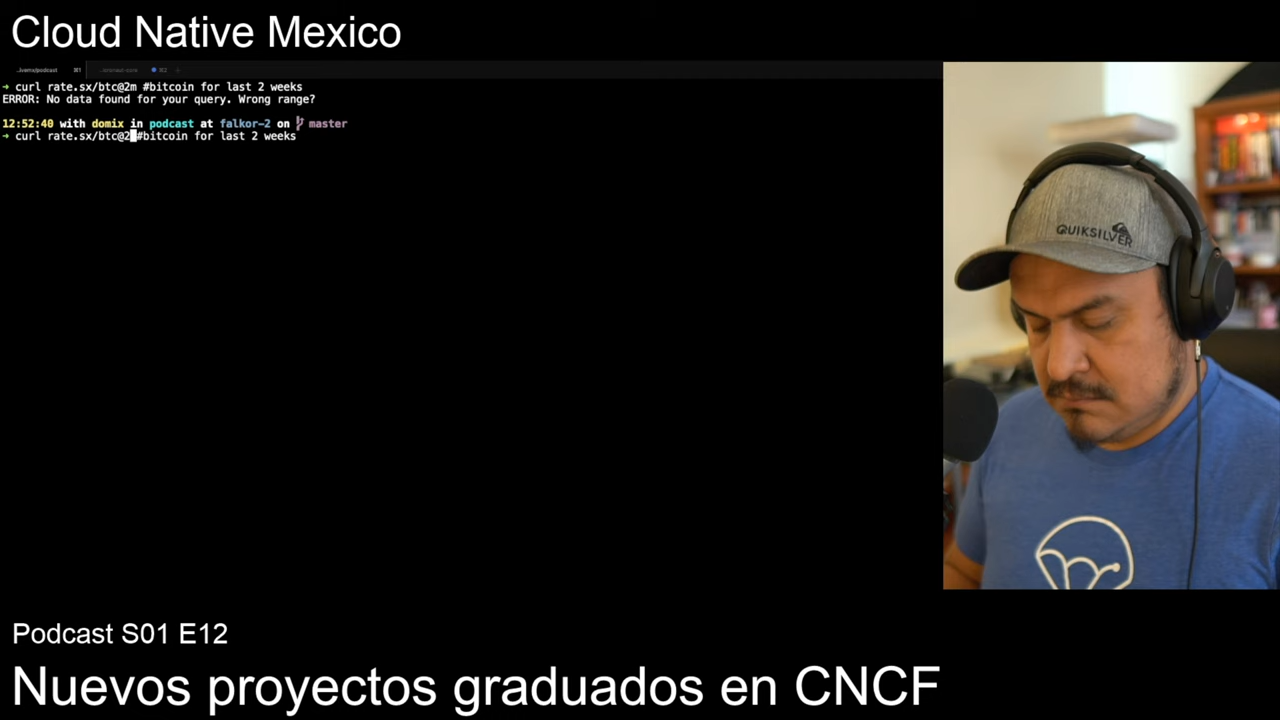 Cloud Native Mexico
➜ curl rate.sx/btc@2m #bitcoin for last 2 weeks
ERROR: No data found for your query. Wrong range?
12:52:40 with domix in podcast at falkor-2 on master
➜ curl rate.sx/btc@2 #bitcoin for last 2 weeks
QUIKSILVER
Podcast S01 E12
Nuevos proyectos graduados en CNCF